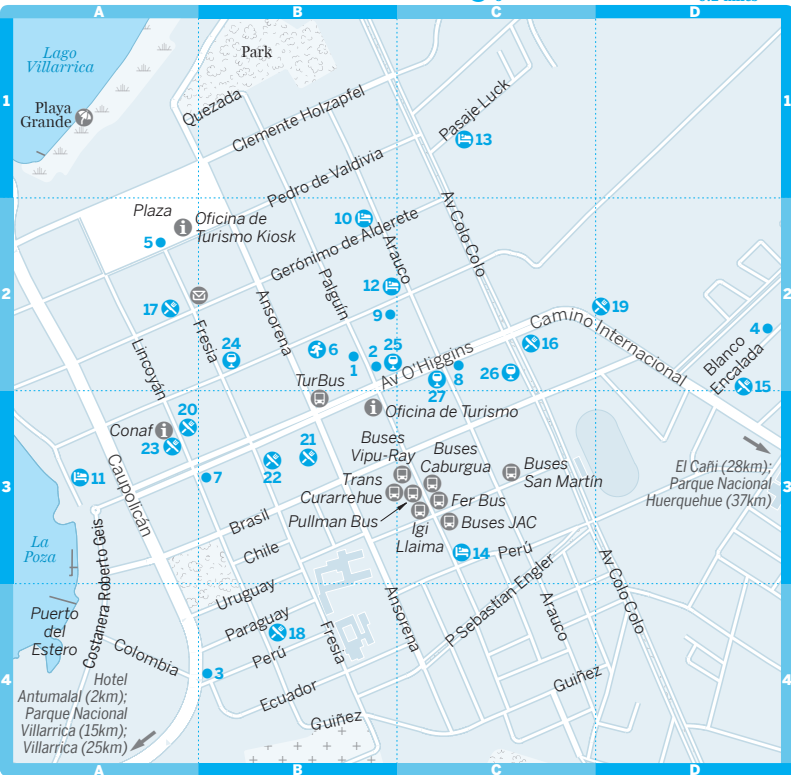 A
B
C
D
Lago
Villarrica
Park
1
1
Playa
Grande
Quezada
Clemente Holzapfel
Pasaje Luck
13
Pedro de Valdivia
Plaza
Oficina de
Turismo Kiosk
5
10
Gerónimo de Alderete
Arauco
Av Colo Colo
12
2
2
Palguín
Ansorena
9
19
17
Fresia
Camino Internacional
4
24
6
1
2
25
16
Blanco
Encalada
Lincoyán
Av O'Higgins
8
26
27
15
TurBus
Oficina de Turismo
20
Conaf
23
21
22
Buses
Vipu-Ray
Buses
Caburgua
Buses
San Martín
El Cañi (28km);
Parque Nacional
Huerquehue (37km)
3
3
11
7
Caupolicán
Trans
Curarrehue
Fer Bus
Pullman Bus
Buses JAC
Igi
Llaima
Brasil
14
Perú
La
Poza
Chile
Costanera Roberto Geis
Uruguay
P Sebastian Engler
Av Colo Colo
Puerto
del
Estero
Paraguay
18
Ansorena
Arauco
Colombia
Perú
Fresia
3
4
4
Hotel
Antumalal (2km);
Parque Nacional
Villarrica (15km);
Villarrica (25km)
Ecuador
Guiñez
Guiñez
A
B
C
D